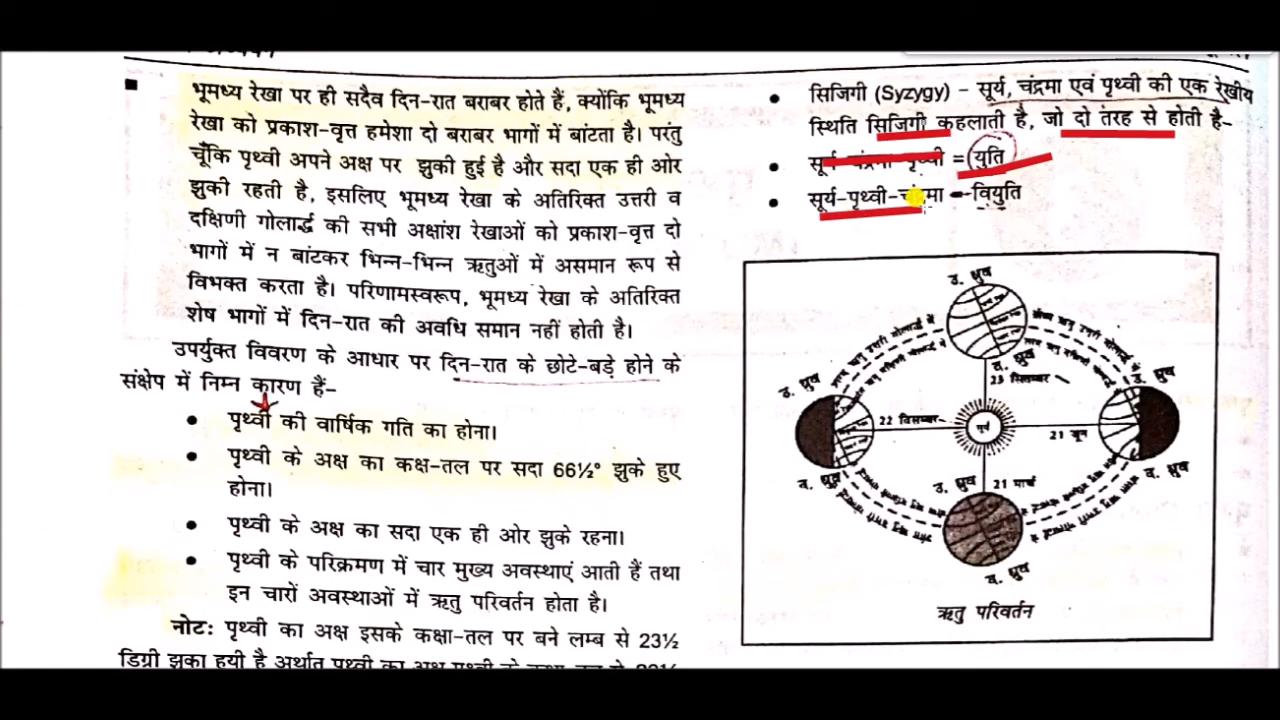 भूमध्य रेखा पर ही सदैव दिन-रात बराबर होते हैं, क्योंकि भूमध्य
रेखा को प्रकाश-वृत्त हमेशा दो बराबर भागों में बांटता है। परंतु
चूँकि पृथ्वी अपने अक्ष पर झुकी हुई है और सदा एक ही ओर
झुकी रहती है, इसलिए भूमध्य रेखा के अतिरिक्त उत्तरी व
दक्षिणी गोलार्द्ध की सभी अक्षांश रेखाओं को प्रकाश-वृत्त दो
भागों में न बांटकर भिन्न-भिन्न ऋतुओं में असमान रूप से
विभक्त करता है। परिणामस्वरूप, भूमध्य रेखा के अतिरिक्त
शेष भागों में दिन-रात की अवधि समान नहीं होती है।
उपर्युक्त विवरण के आधार पर दिन-रात के छोटे-बड़े होने के
संक्षेप में निम्न कारण हैं-
• पृथ्वी की वार्षिक गति का होना।
• पृथ्वी के अक्ष का कक्ष-तल पर सदा 66½° झुके हुए
होना।
• पृथ्वी के अक्ष का सदा एक ही ओर झुके रहना।
• पृथ्वी के परिक्रमण में चार मुख्य अवस्थाएं आती हैं तथा
इन चारों अवस्थाओं में ऋतु परिवर्तन होता है।
नोटः पृथ्वी का अक्ष इसके कक्षा-तल पर बने लम्ब से 23½
डिग्री झुका हुयी है अर्थात पृथ्वी का अक्ष
• सिजिगी (Syzygy) - सूर्य, चंद्रमा एवं पृथ्वी की एक रेखीय
स्थिति सिजिगी कहलाती है, जो दो तरह से होती है-
• सूर्य-चंद्रमा-पृथ्वी = युति
• सूर्य-पृथ्वी-चंद्रमा - वियुति
उ. ध्रुव
द. ध्रुव
23 सितम्बर
उ. ध्रुव
उ. ध्रुव
22 दिसम्बर
सूर्य
21 जून
द. ध्रुव
द. ध्रुव
उ. ध्रुव
21 मार्च
द. ध्रुव
ऋतु परिवर्तन